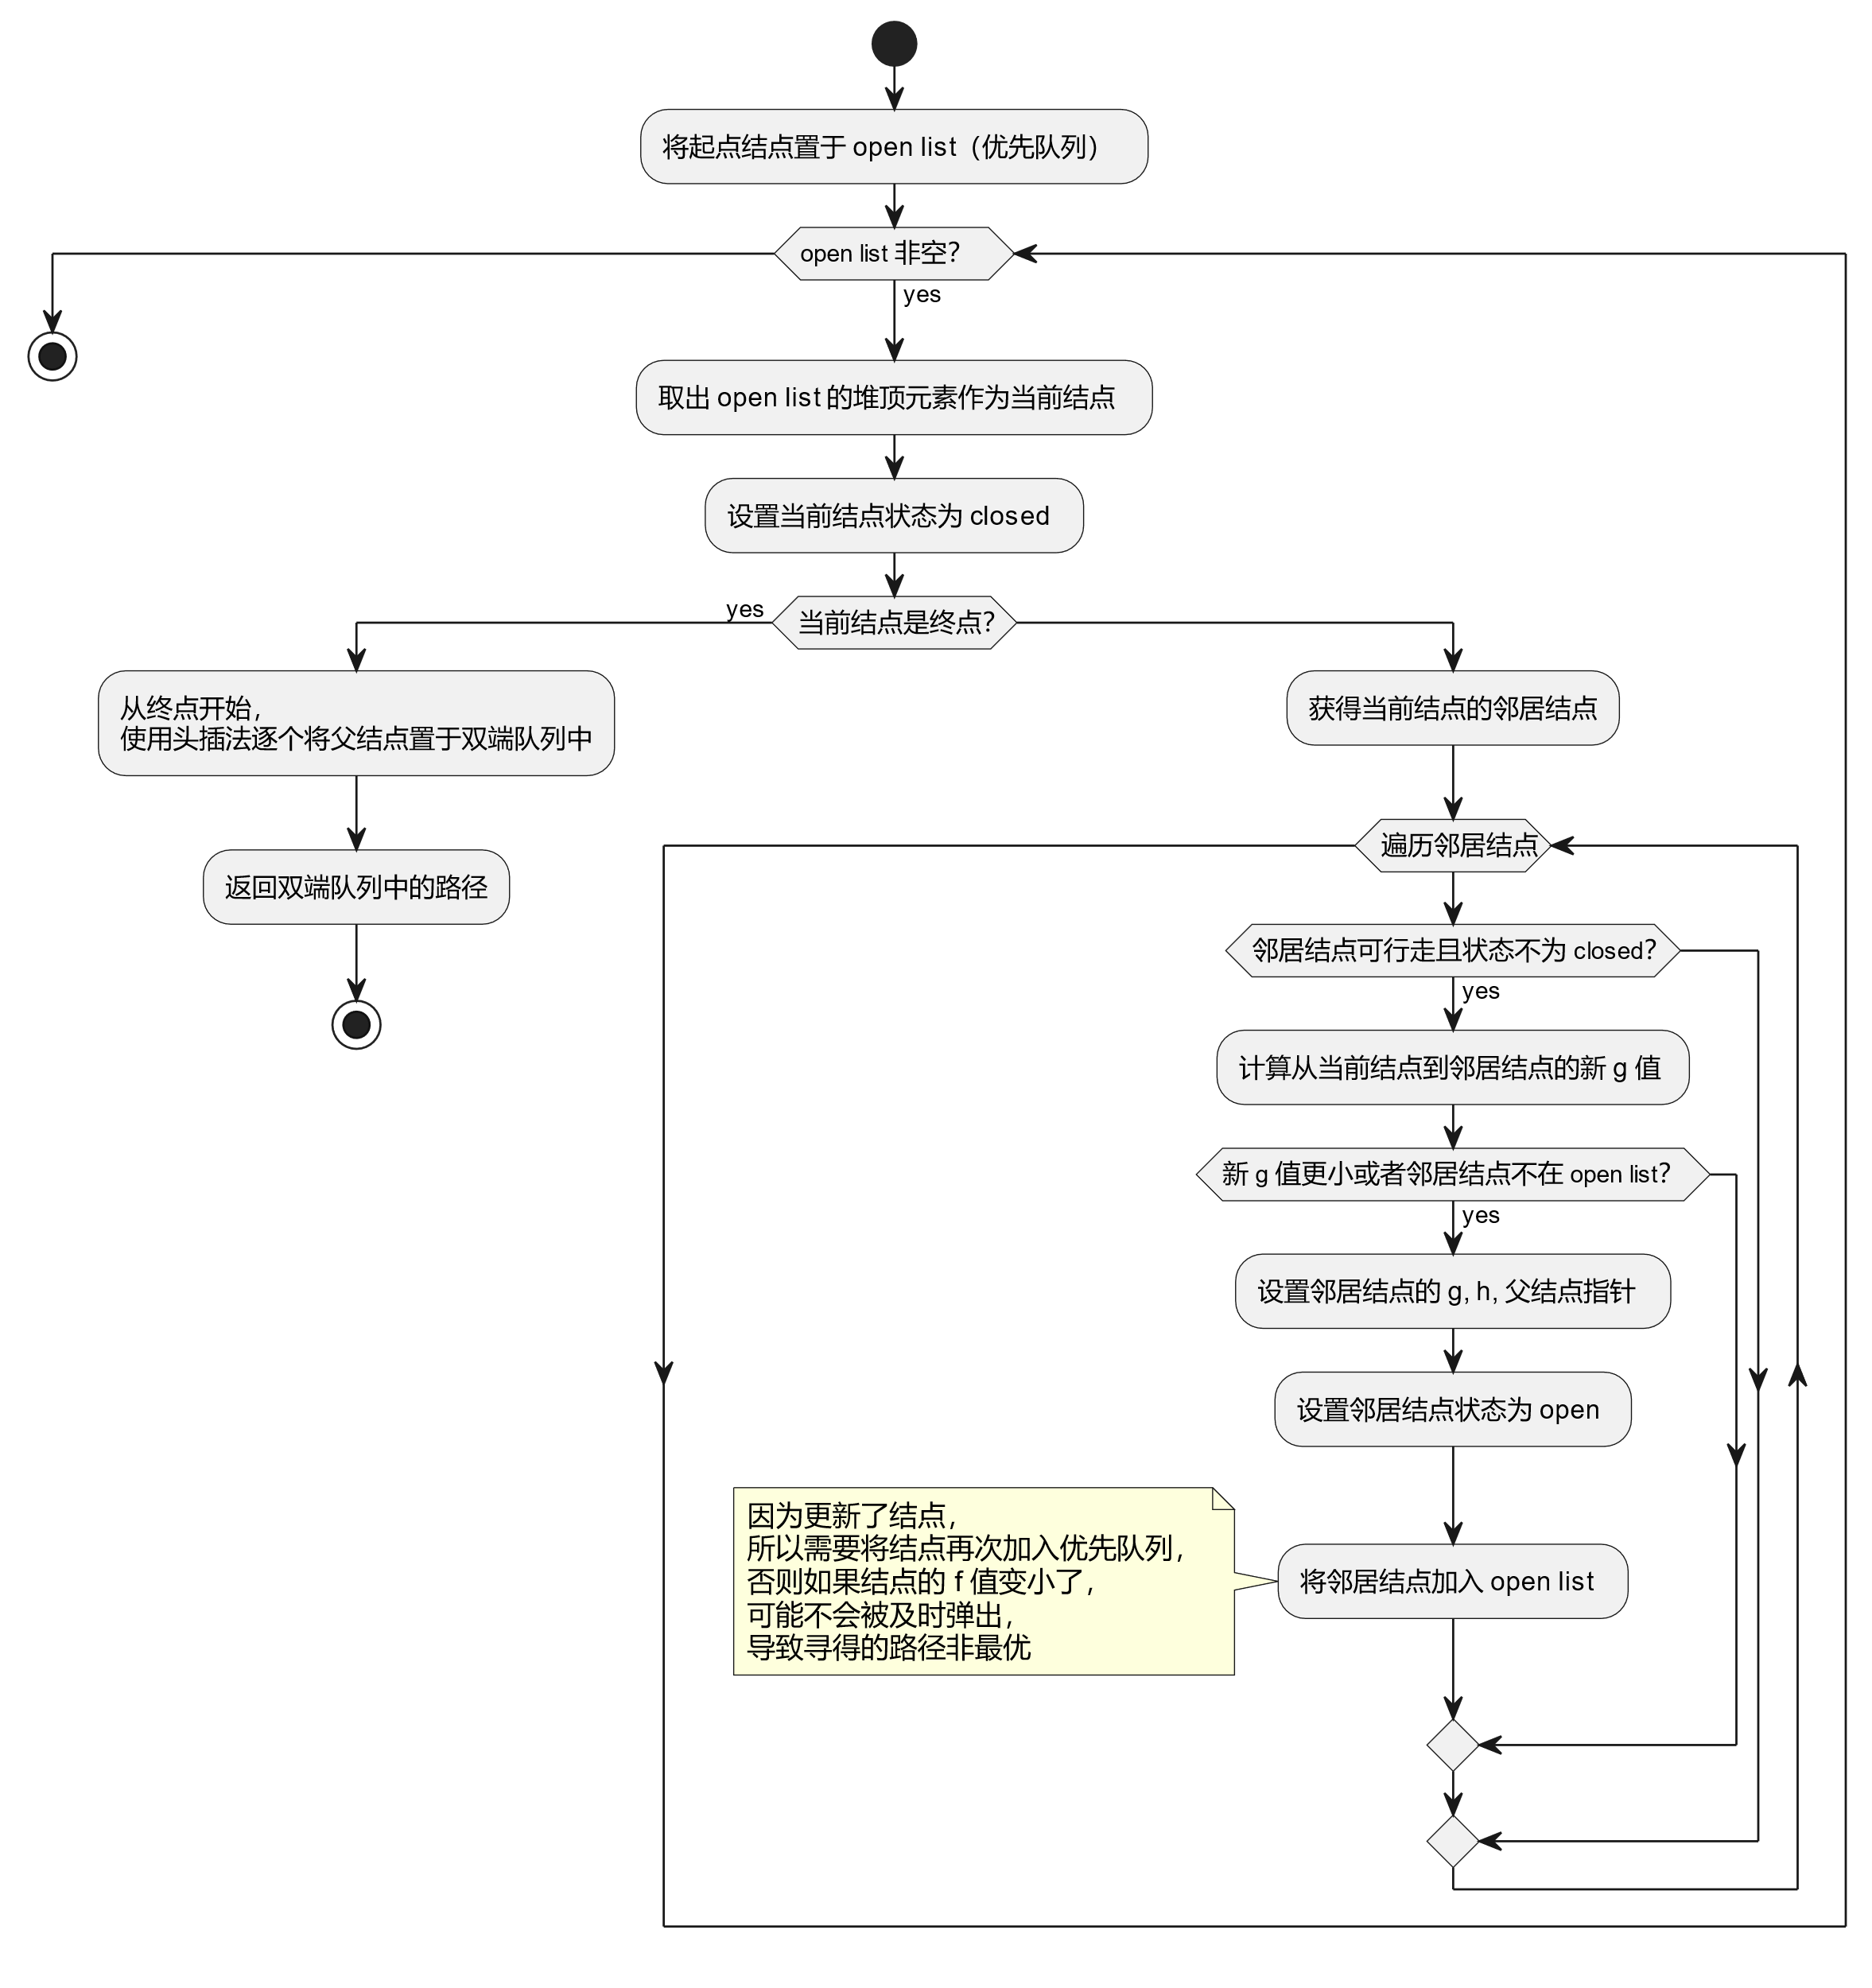 将起点结点置于 open list（优先队列）
open list 非空？
yes
取出 open list 的堆顶元素作为当前结点
设置当前结点状态为 closed
yes
当前结点是终点？
从终点开始，
使用头插法逐个将父结点置于双端队列中
返回双端队列中的路径
获得当前结点的邻居结点
遍历邻居结点
邻居结点可行走且状态不为 closed？
yes
计算从当前结点到邻居结点的新 g 值
新 g 值更小或者邻居结点不在 open list？
yes
设置邻居结点的 g, h, 父结点指针
设置邻居结点状态为 open
因为更新了结点，
所以需要将结点再次加入优先队列，
否则如果结点的 f 值变小了，
可能不会被及时弹出，
导致寻得的路径非最优
将邻居结点加入 open list